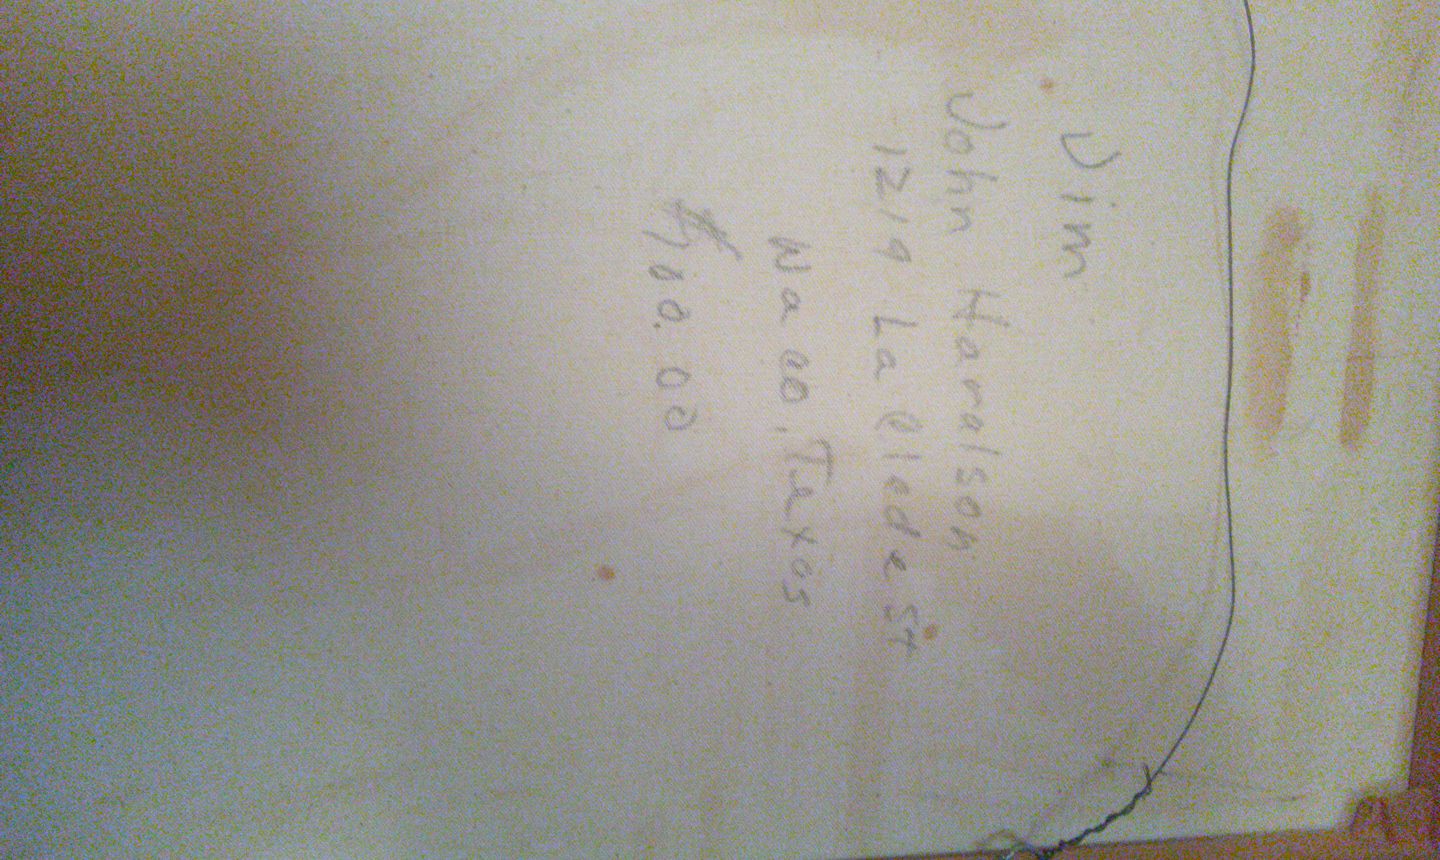 Jim
John Haralson
1219 La Clede St
Waco, Texas
$100.00